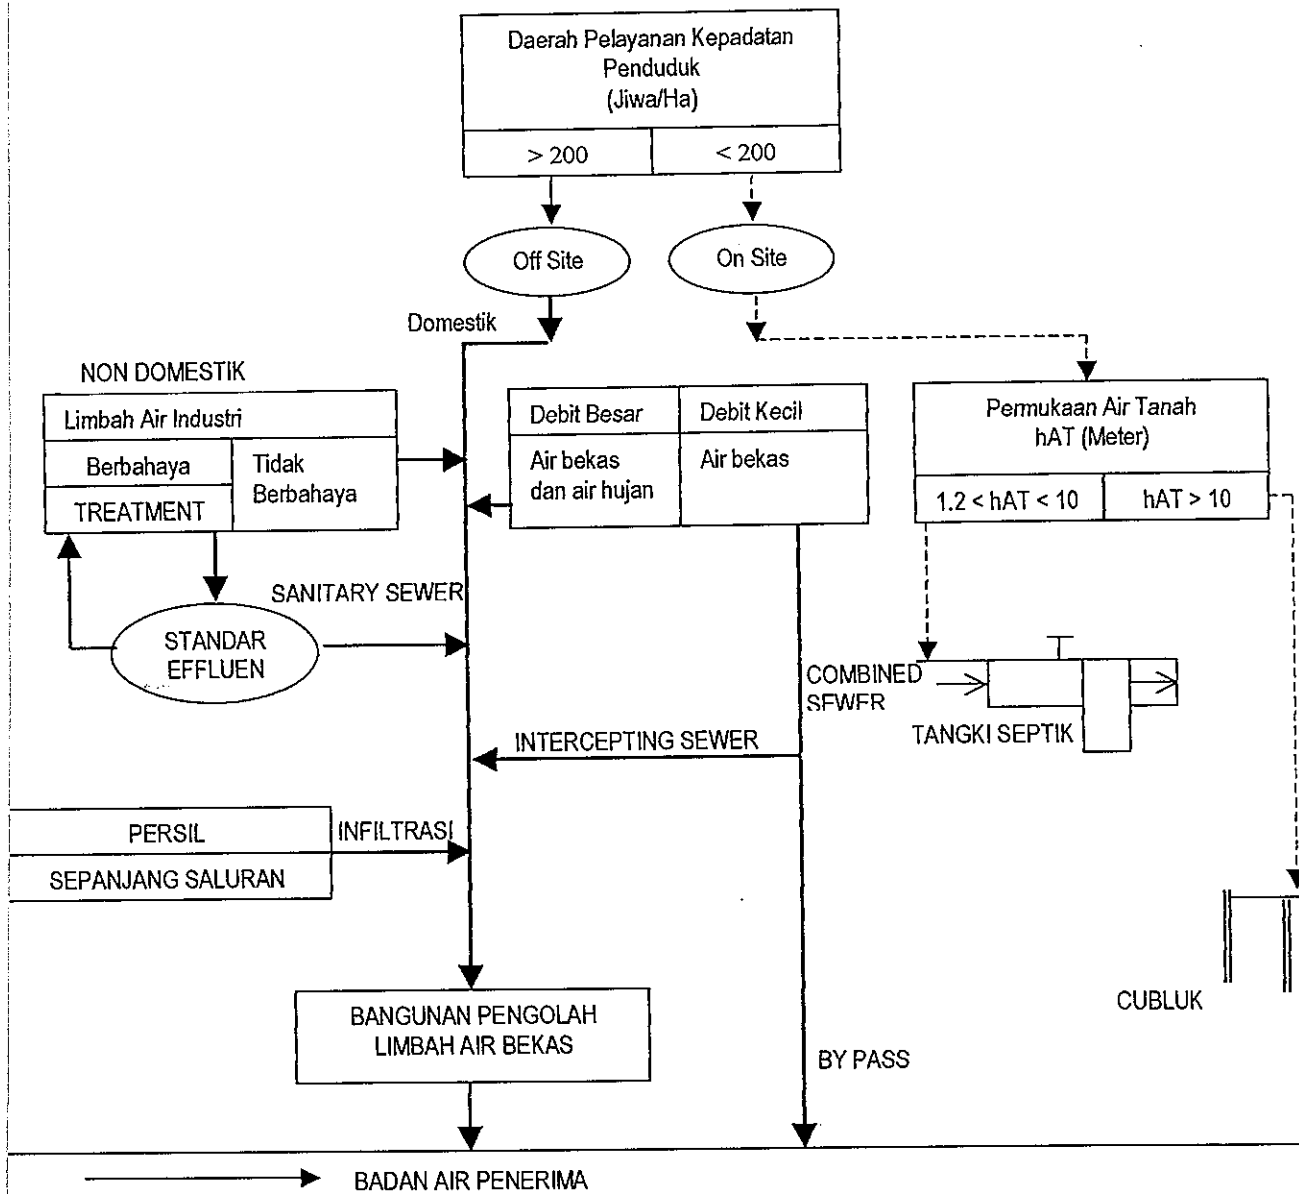 Daerah Pelayanan Kepadatan
Penduduk
(Jiwa/Ha)
> 200
< 200
Off Site
On Site
Domestik
NON DOMESTIK
Limbah Air Industri
Berbahaya
Tidak
Berbahaya
TREATMENT
Debit Besar
Debit Kecil
Air bekas
dan air hujan
Air bekas
Permukaan Air Tanah
hAT (Meter)
1.2 < hAT < 10
hAT > 10
SANITARY SEWER
STANDAR
EFFLUEN
COMBINED
SEWER
TANGKI SEPTIK
INTERCEPTING SEWER
PERSIL
INFILTRASI
SEPANJANG SALURAN
CUBLUK
BANGUNAN PENGOLAH
LIMBAH AIR BEKAS
BY PASS
BADAN AIR PENERIMA